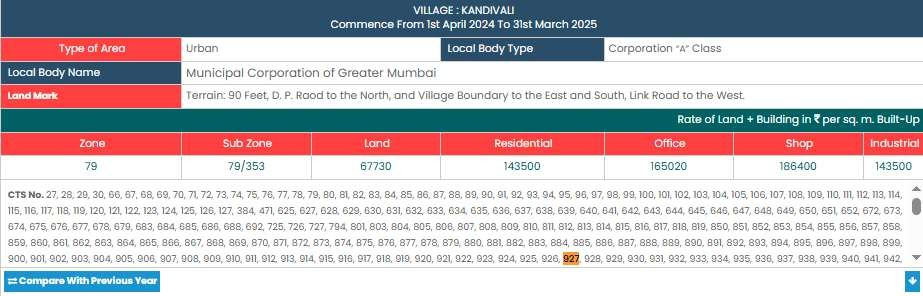 VILLAGE : KANDIVALI
Commence From 1st April 2024 To 31st March 2025
Type of Area Urban Local Body Type Corporation “A” Class
Local Body Name Municipal Corporation of Greater Mumbai
Land Mark Terrain: 90 Feet, D. P. Raod to the North, and Village Boundary to the East and South, Link Road to the West.
Rate of Land + Building in ₹ per sq. m. Built-Up
Zone Sub Zone Land Residential Office Shop Industrial
79 79/353 67730 143500 165020 186400 143500
CTS No. 27, 28, 29, 30, 66, 67, 68, 69, 70, 71, 72, 73, 74, 75, 76, 77, 78, 79, 80, 81, 82, 83, 84, 85, 86, 87, 88, 89, 90, 91, 92, 93, 94, 95, 96, 97, 98, 99, 100, 101, 102, 103, 104, 105, 106, 107, 108, 109, 110, 111, 112, 113, 114,
115, 116, 117, 118, 119, 120, 121, 122, 123, 124, 125, 126, 127, 384, 471, 625, 627, 628, 629, 630, 631, 632, 633, 634, 635, 636, 637, 638, 639, 640, 641, 642, 643, 644, 645, 646, 647, 648, 649, 650, 651, 652, 672, 673,
674, 675, 676, 677, 678, 679, 683, 684, 685, 686, 688, 692, 725, 726, 727, 794, 801, 803, 804, 805, 806, 807, 808, 809, 810, 811, 812, 813, 814, 815, 816, 817, 818, 819, 850, 851, 852, 853, 854, 855, 856, 857, 858,
859, 860, 861, 862, 863, 864, 865, 866, 867, 868, 869, 870, 871, 872, 873, 874, 875, 876, 877, 878, 879, 880, 881, 882, 883, 884, 885, 886, 887, 888, 889, 890, 891, 892, 893, 894, 895, 896, 897, 898, 899,
900, 901, 902, 903, 904, 905, 906, 907, 908, 909, 910, 911, 912, 913, 914, 915, 916, 917, 918, 919, 920, 921, 922, 923, 924, 925, 926, 927, 928, 929, 930, 931, 932, 933, 934, 935, 936, 937, 938, 939, 940, 941, 942,
Compare With Previous Year